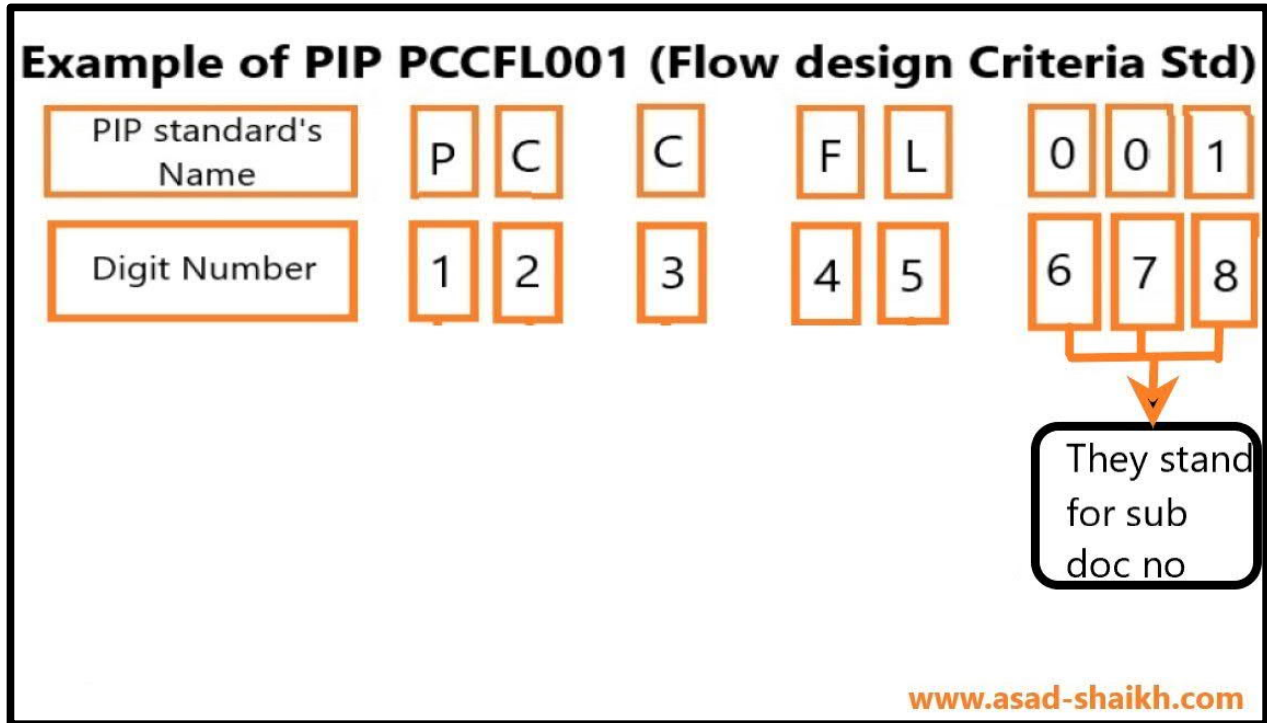 Example of PIP PCCFL001 (Flow design Criteria Std)
PIP standard's
Name
P C C F L 0 0 1
Digit Number 1 2 3 4 5 6 7 8
They stand
for sub
doc no
www.asad-shaikh.com